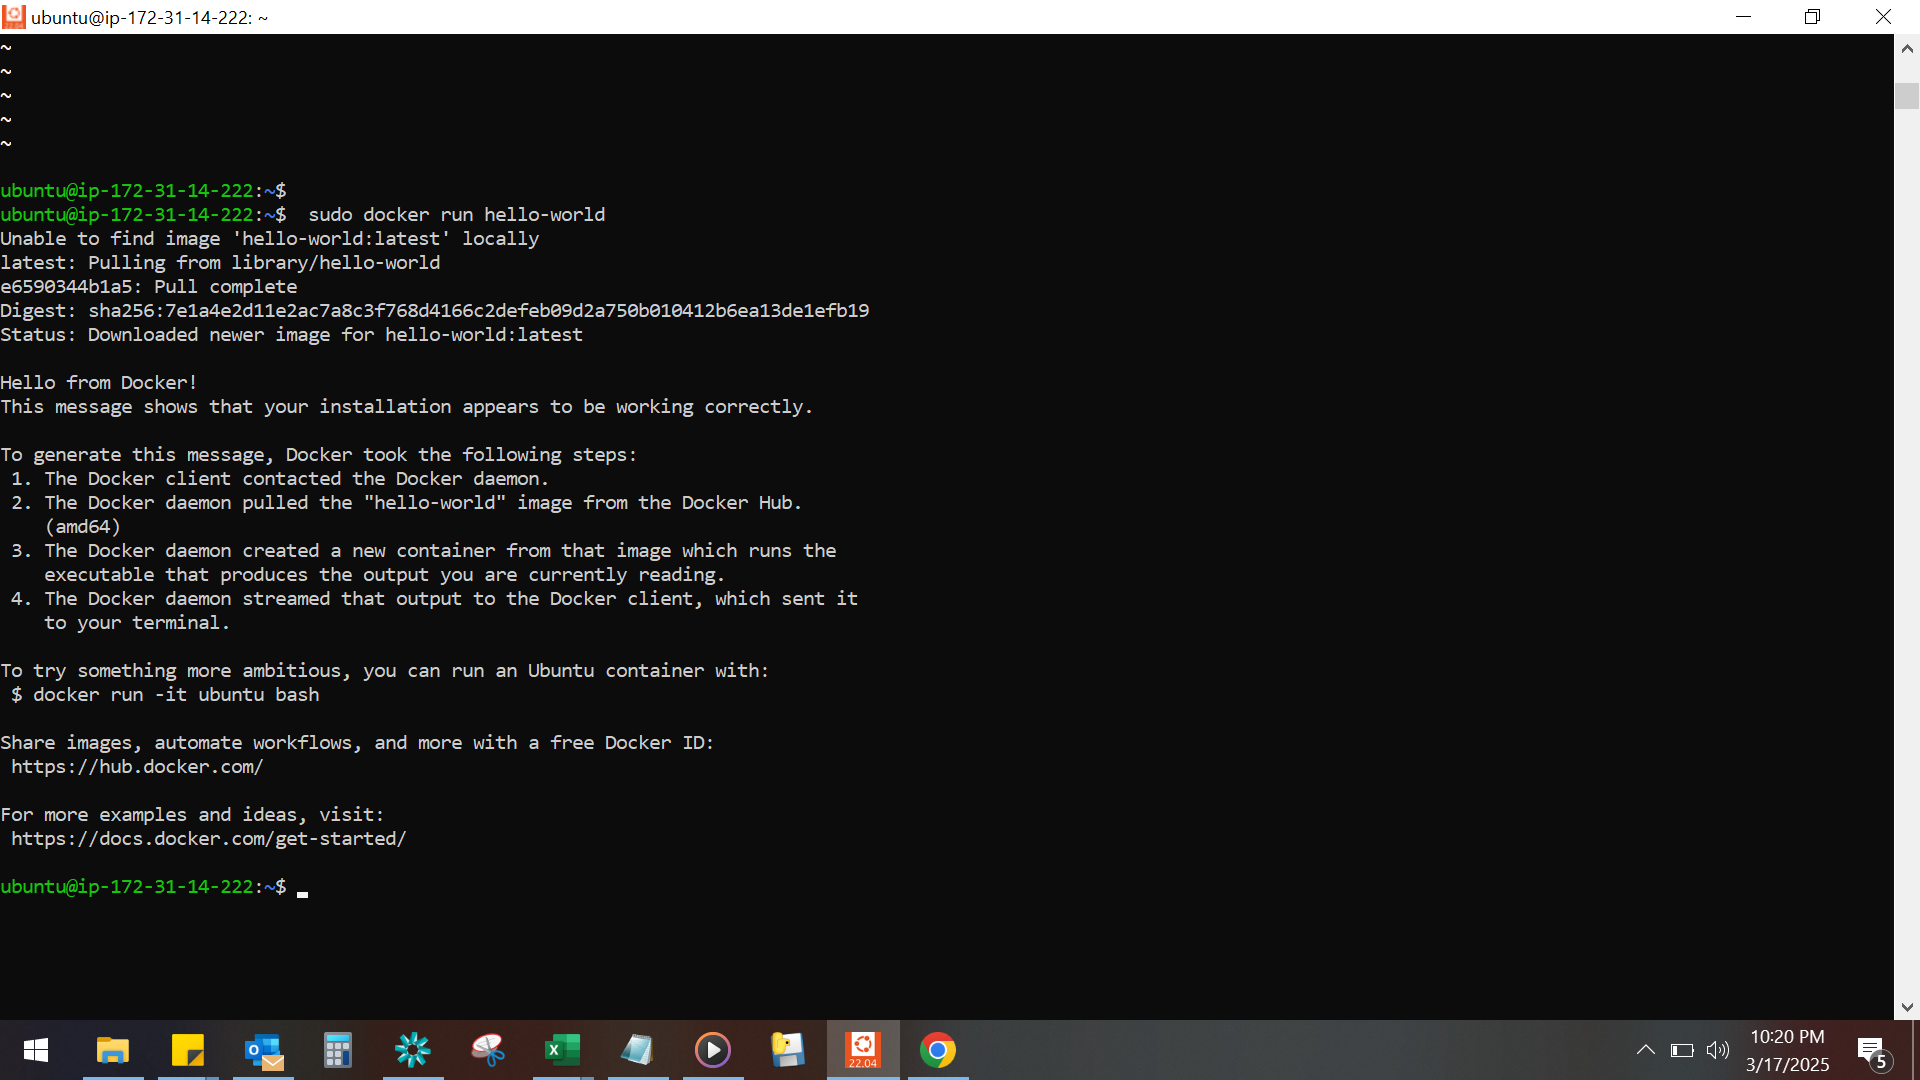 ubuntu@ip-172-31-14-222: ~
~
~
~
~
~
ubuntu@ip-172-31-14-222:~$
ubuntu@ip-172-31-14-222:~$  sudo docker run hello-world
Unable to find image 'hello-world:latest' locally
latest: Pulling from library/hello-world
e6590344b1a5: Pull complete
Digest: sha256:7e1a4e2d11e2ac7a8c3f768d4166c2defeb09d2a750b010412b6ea13de1efb19
Status: Downloaded newer image for hello-world:latest
Hello from Docker!
This message shows that your installation appears to be working correctly.
To generate this message, Docker took the following steps:
 1. The Docker client contacted the Docker daemon.
 2. The Docker daemon pulled the "hello-world" image from the Docker Hub.
    (amd64)
 3. The Docker daemon created a new container from that image which runs the
    executable that produces the output you are currently reading.
 4. The Docker daemon streamed that output to the Docker client, which sent it
    to your terminal.
To try something more ambitious, you can run an Ubuntu container with:
 $ docker run -it ubuntu bash
Share images, automate workflows, and more with a free Docker ID:
 https://hub.docker.com/
For more examples and ideas, visit:
 https://docs.docker.com/get-started/
ubuntu@ip-172-31-14-222:~$
22.04
10:20 PM
3/17/2025
5